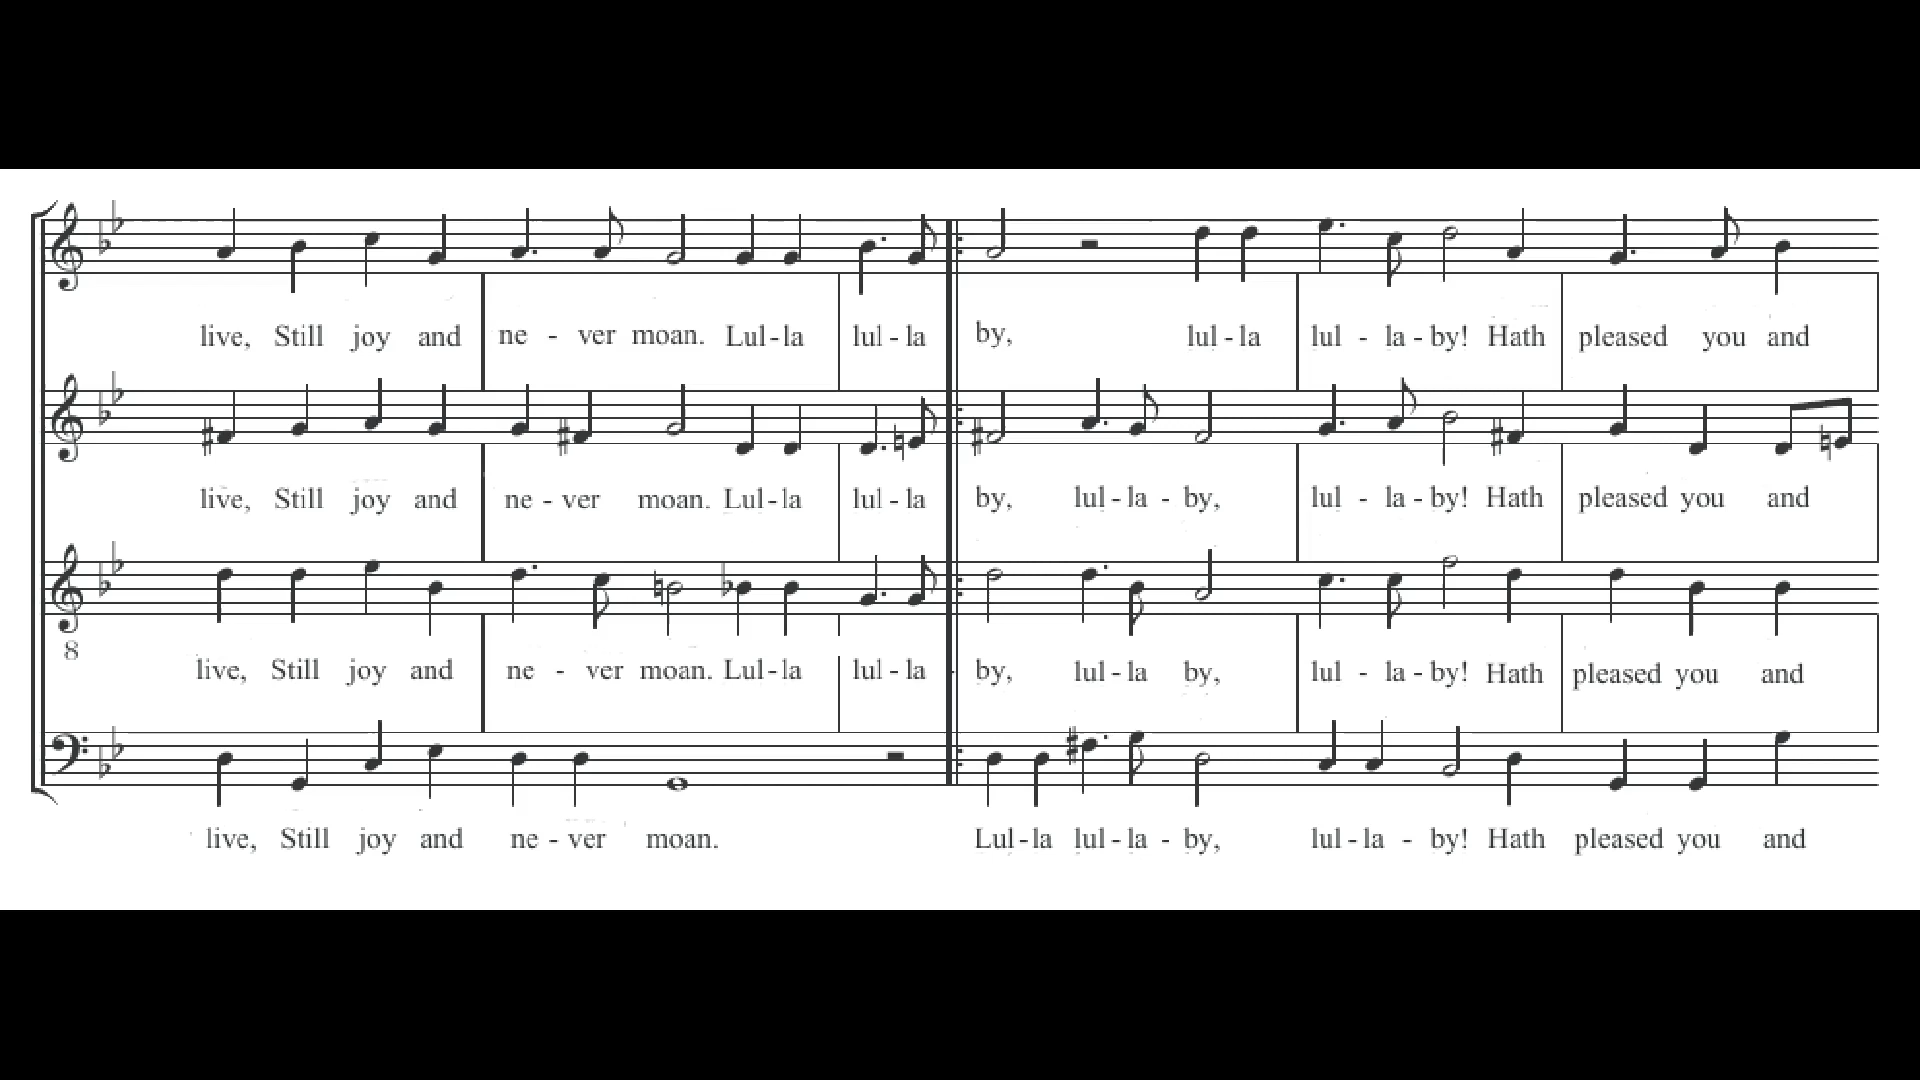 live, Still joy and ne - ver moan. Lul-la lul-la by, lul-la lul - la-by! Hath pleased you and
live, Still joy and ne - ver moan. Lul-la lul-la by, lul-la-by, lul - la-by! Hath pleased you and
8
live, Still joy and ne - ver moan. Lul-la lul-la by, lul-la by, lul - la-by! Hath pleased you and
live, Still joy and ne - ver moan. Lul-la lul-la - by, lul-la - by! Hath pleased you and